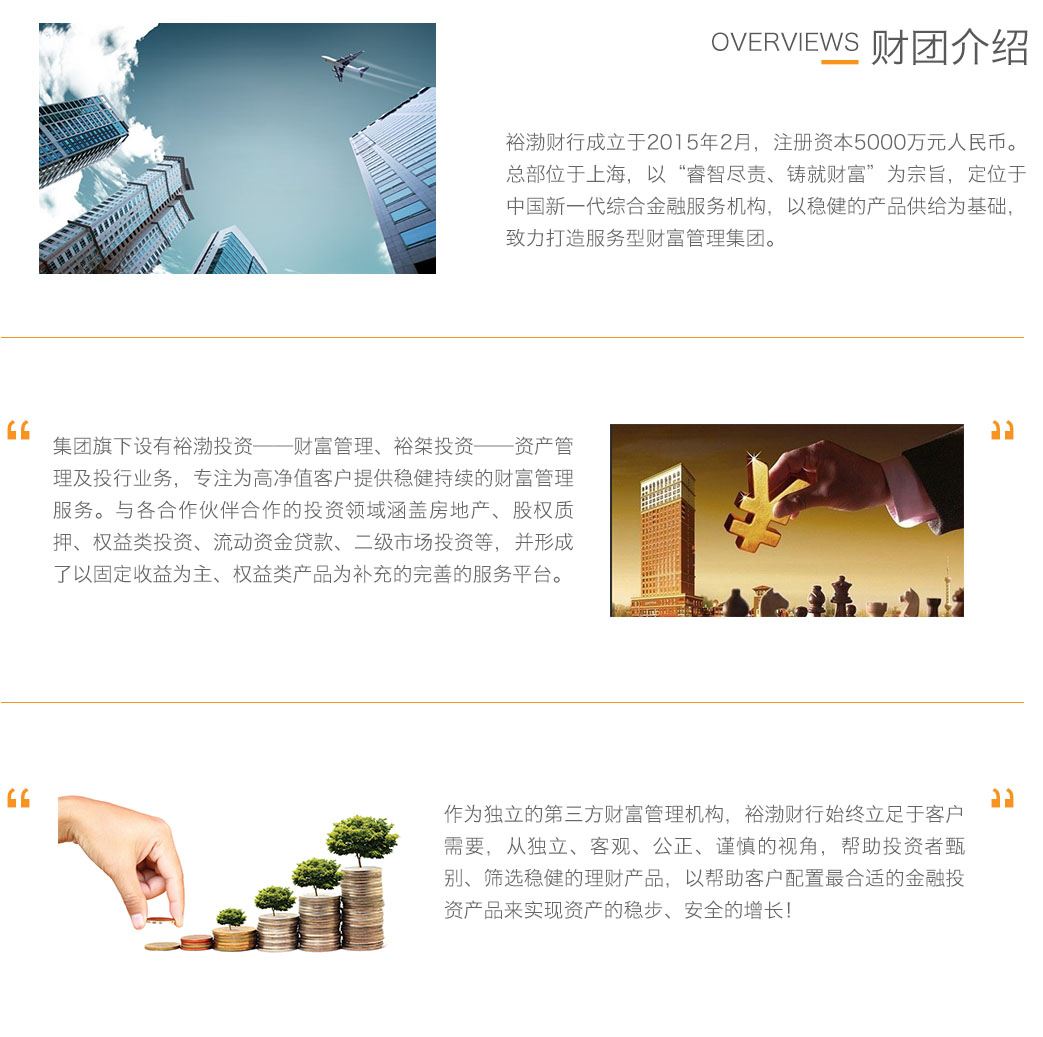 OVERVIEWS 财团介绍
裕渤财行成立于2015年2月，注册资本5000万元人民币。
总部位于上海，以“睿智尽责、铸就财富”为宗旨，定位于
中国新一代综合金融服务机构，以稳健的产品供给为基础，
致力打造服务型财富管理集团。
集团旗下设有裕渤投资——财富管理、裕桀投资——资产管
理及投行业务，专注为高净值客户提供稳健持续的财富管理
服务。与各合作伙伴合作的投资领域涵盖房地产、股权质
押、权益类投资、流动资金贷款、二级市场投资等，并形成
了以固定收益为主、权益类产品为补充的完善的服务平台。
作为独立的第三方财富管理机构，裕渤财行始终立足于客户
需要，从独立、客观、公正、谨慎的视角，帮助投资者甄
别、筛选稳健的理财产品，以帮助客户配置最合适的金融投
资产品来实现资产的稳步、安全的增长！